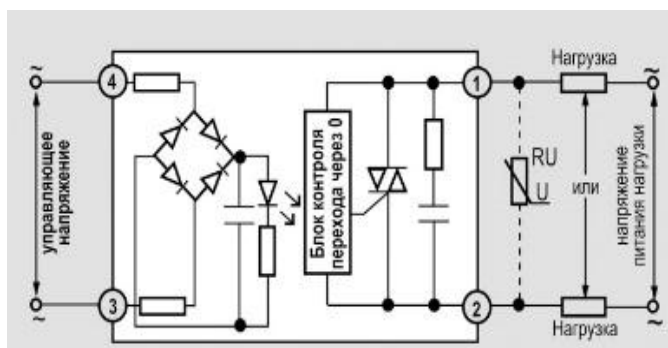 ~
4
управляющее
напряжение
3
~
Блок контроля
перехода через 0
1
Нагрузка
~
RU
U
или
напряжение
питания нагрузки
2
Нагрузка
~